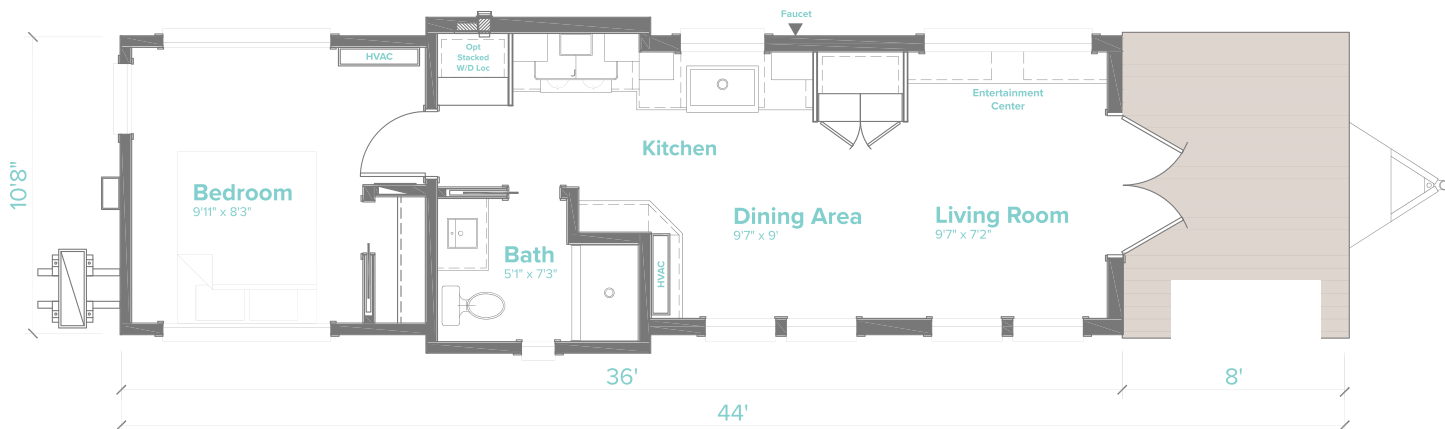 Faucet
Opt
Stacked
W/D Loc
HVAC
Entertainment
Center
Kitchen
10'8"
Bedroom
9'11" x 8'3"
Dining Area
9'7" x 9'
Living Room
9'7" x 7'2"
Bath
5'1" x 7'3"
HVAC
36'
8'
44'